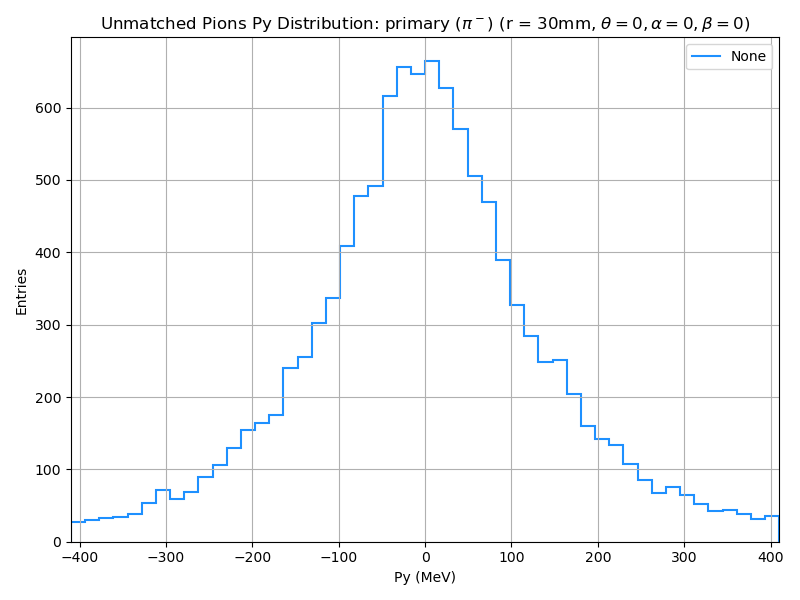 Unmatched Pions Py Distribution: primary (π⁻) (r = 30mm, θ = 0, α = 0, β = 0)
None
Entries
600
500
400
300
200
100
0
−400 −300 −200 −100 0 100 200 300 400
Py (MeV)